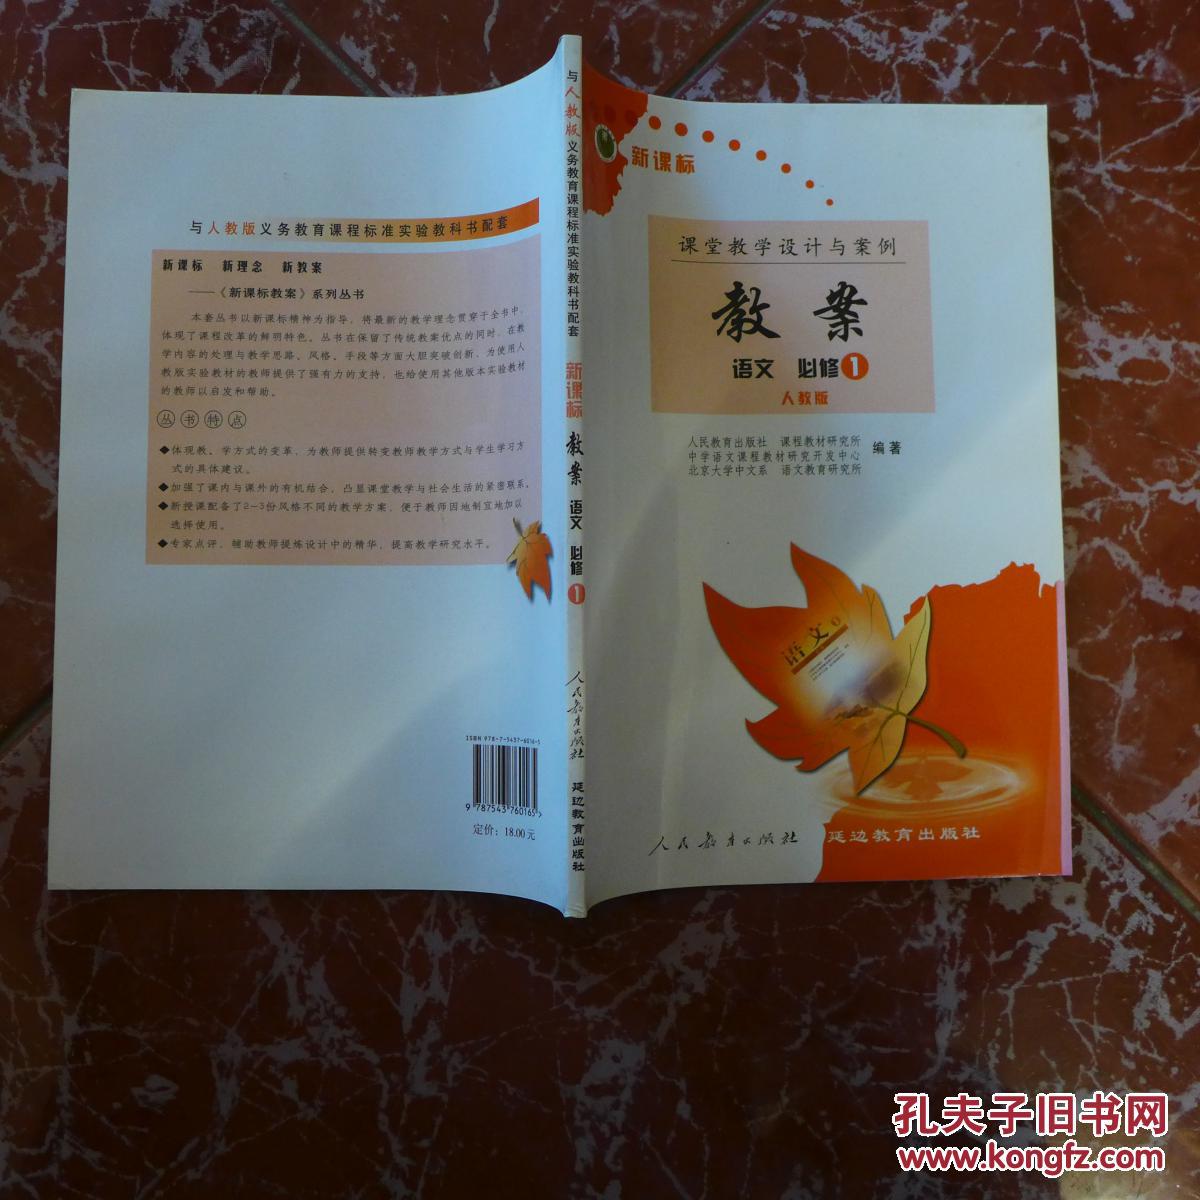 与人教版义务教育课程标准实验教科书配套
新课标 新理念 新教案
——《新课标教案》系列丛书
本套丛书以新课标精神为指导，将最新的教学理念贯穿于全书中，
体现了课程改革的鲜明特色。丛书在保留了传统教案优点的同时，在教
学内容的处理与教学思路、风格、手段等方面大胆突破创新，为使用人
教版实验教材的教师提供了强有力的支持，也给使用其他版本实验教材
的教师以启发和帮助。
丛书特点
◆体现教、学方式的变革，为教师提供转变教师教学方式与学生学习方
式的具体建议。
◆加强了课内与课外的有机结合，凸显课堂教学与社会生活的紧密联系。
◆新授课配备了2—3份风格不同的教学方案，便于教师因地制宜地加以
选择使用。
◆专家点评，辅助教师提炼设计中的精华，提高教学研究水平。
ISBN 978-7-5437-6016-5
9 787543 760165
定价：18.00元
与人教版义务教育课程标准实验教科书配套
新课标
教案
语文 必修1
人民教育出版社
延边教育出版社
新课标
课堂教学设计与案例
教案
语文 必修1
人教版
人民教育出版社 课程教材研究所
中学语文课程教材研究开发中心
北京大学中文系 语文教育研究所
编著
语文1
人民教育出版社 延边教育出版社
孔夫子旧书网
www.kongfz.com